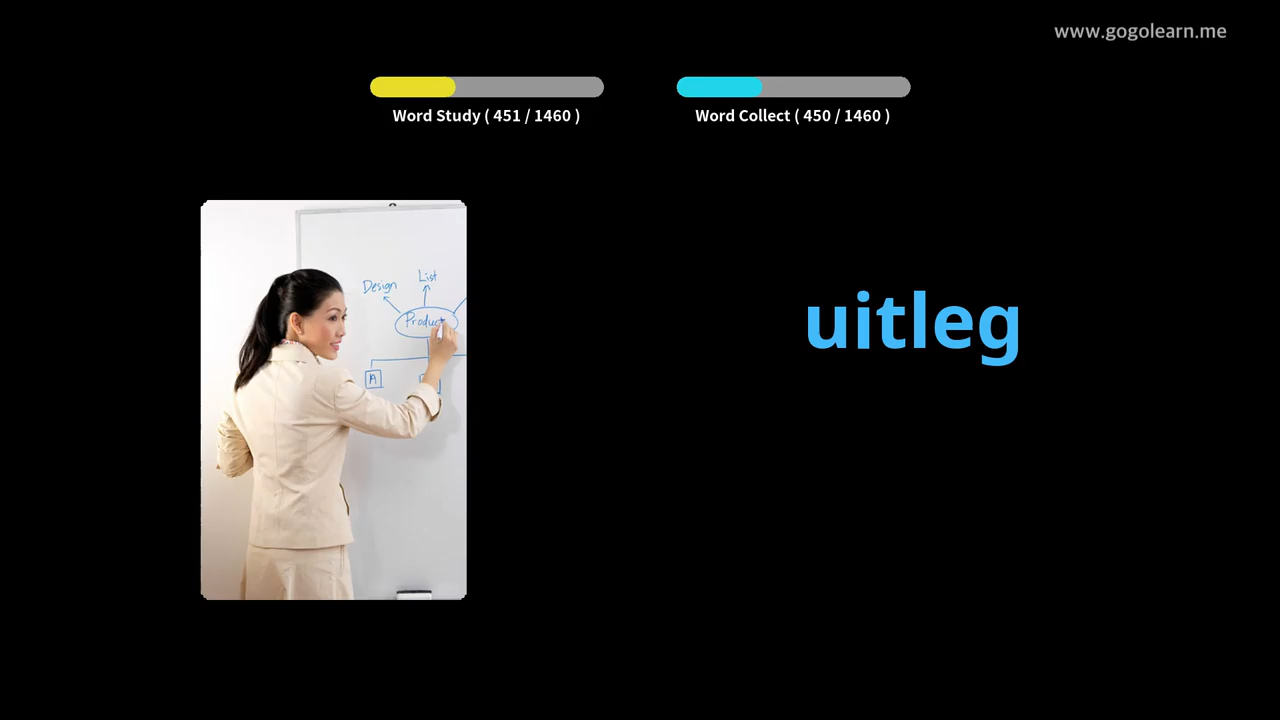 www.gogolearn.me
Word Study ( 451 / 1460 )
Word Collect ( 450 / 1460 )
uitleg
Design
List
Product
A